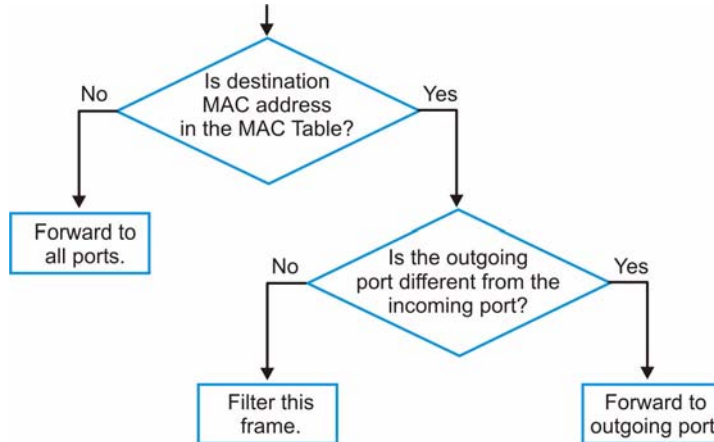 Is destination
MAC address
in the MAC Table?
No
Yes
Forward to
all ports.
Is the outgoing
port different from the
incoming port?
No
Yes
Filter this
frame.
Forward to
outgoing port